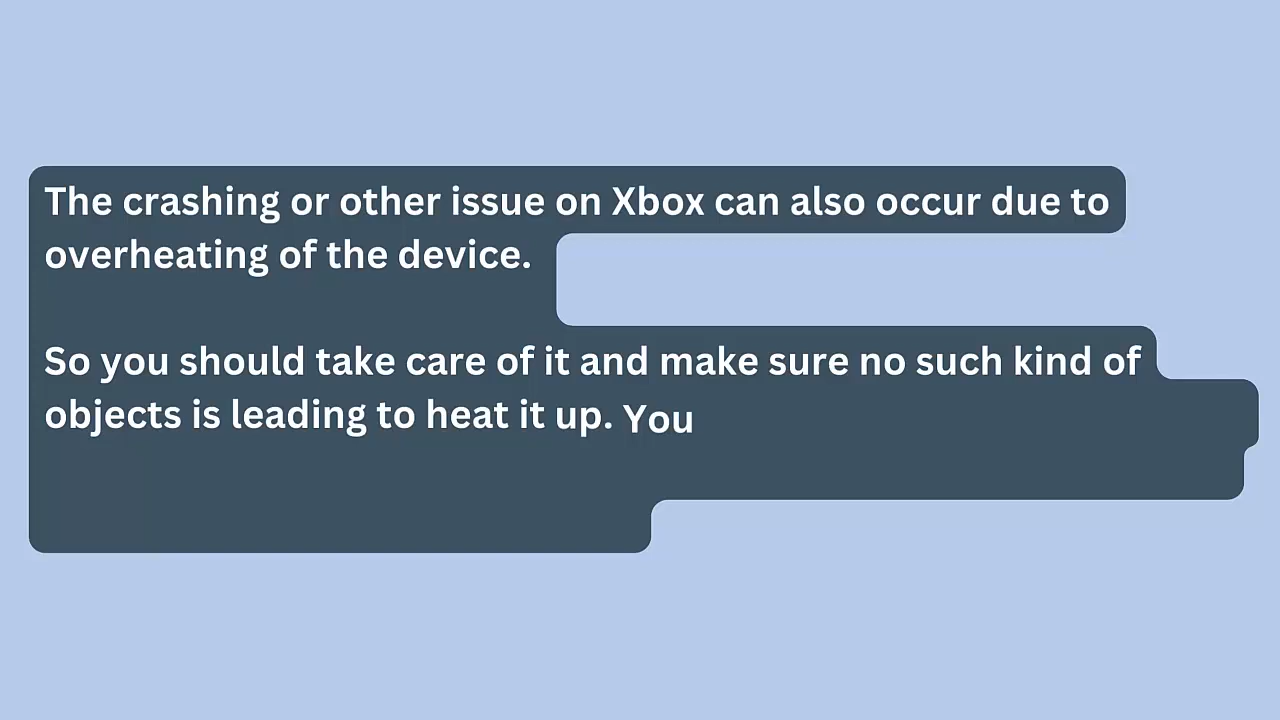 The crashing or other issue on Xbox can also occur due to
overheating of the device.
So you should take care of it and make sure no such kind of
objects is leading to heat it up. You